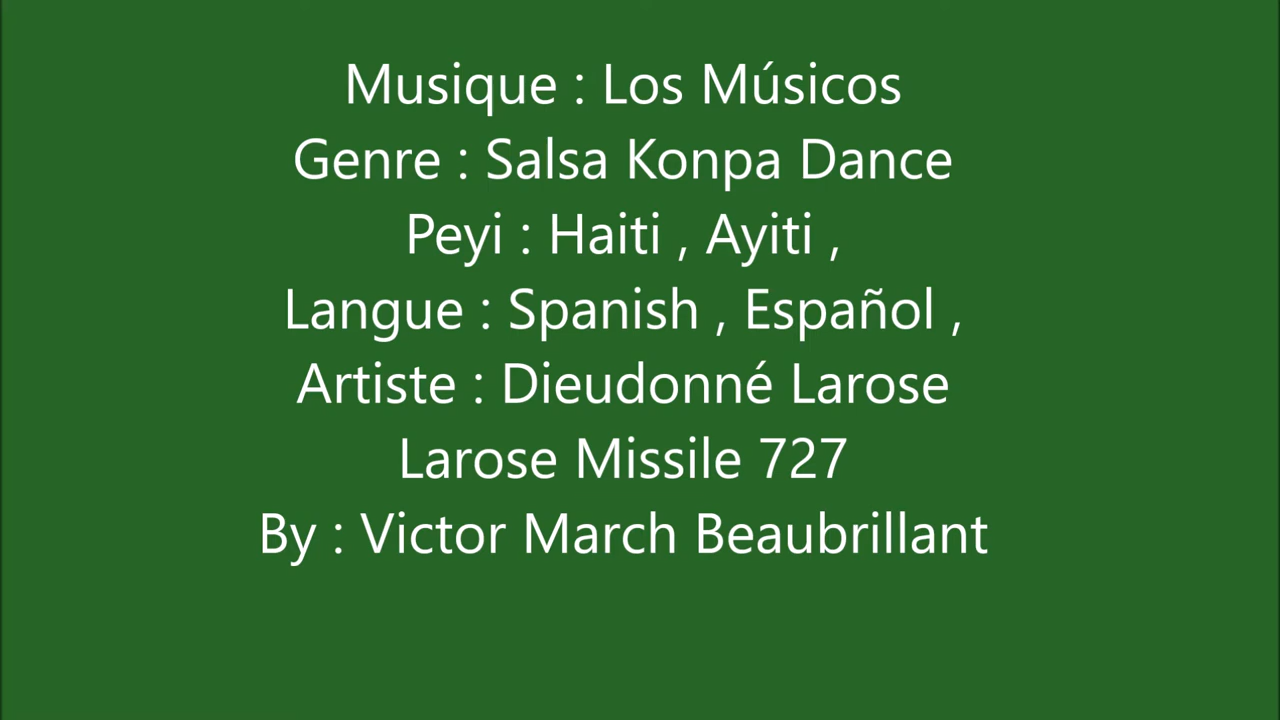 Musique : Los Músicos
Genre : Salsa Konpa Dance
Peyi : Haiti , Ayiti ,
Langue : Spanish , Español ,
Artiste : Dieudonné Larose
Larose Missile 727
By : Victor March Beaubrillant